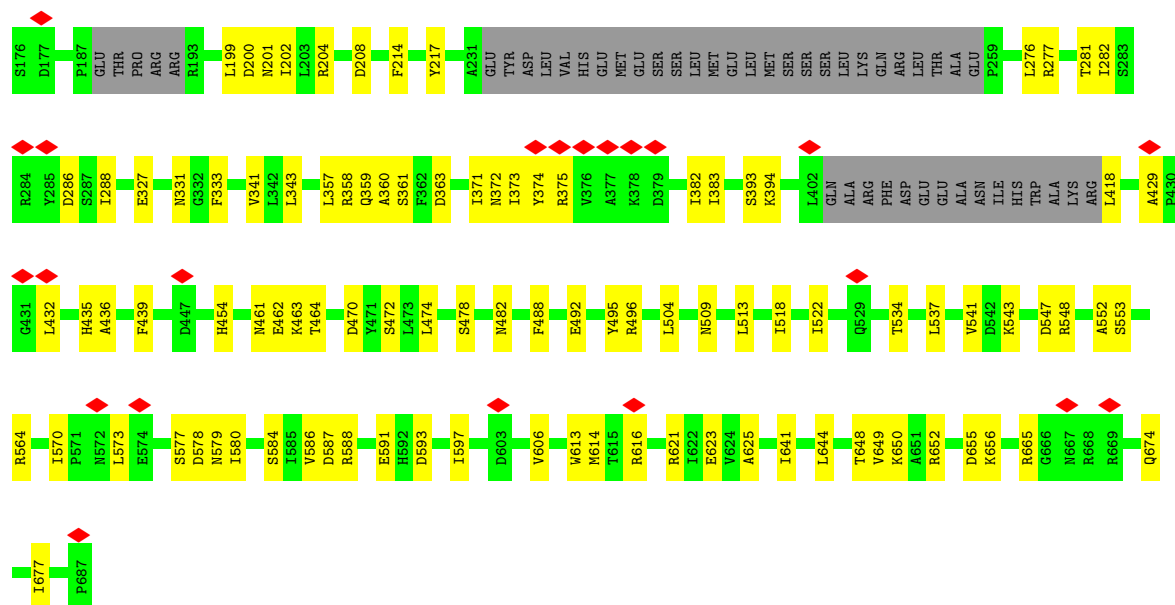 S176 D177 P187 GLU THR PRO ARG ARG R193 L199 D200 N201 I202 L203 R204 D208 F214 Y217 A231 GLU TYR ASP LEU VAL HIS GLU MET GLU SER SER LEU MET GLU LEU MET SER SER SER LEU LYS GLN ARG LEU THR ALA GLU P259 L276 R277 T281 I282 S283
R284 Y285 D286 S287 I288 E327 N331 G332 F333 V341 L342 L343 L357 R358 Q359 A360 S361 F362 D363 I371 N372 I373 Y374 R375 V376 A377 K378 D379 I382 I383 S393 K394 L402 GLN ALA ARG PHE ASP GLU GLU ALA ASN ILE HIS TRP ALA LYS ARG L418 A429 P430
G431 L432 H435 A436 F439 D447 H454 N461 E462 K463 T464 D470 Y471 S472 L473 L474 S478 N482 F488 E492 Y495 R496 L504 N509 L513 I518 I522 Q529 T534 L537 V541 D542 K543 D547 R548 A552 S553
R564 I570 P571 N572 L573 E574 S577 D578 N579 I580 S584 I585 V586 D587 R588 E591 H592 D593 I597 D603 V606 W613 M614 T615 R616 R621 I622 E623 V624 A625 I641 L644 T648 V649 K650 A651 R652 D655 K656 R665 G666 N667 R668 R669 Q674
I677 P687